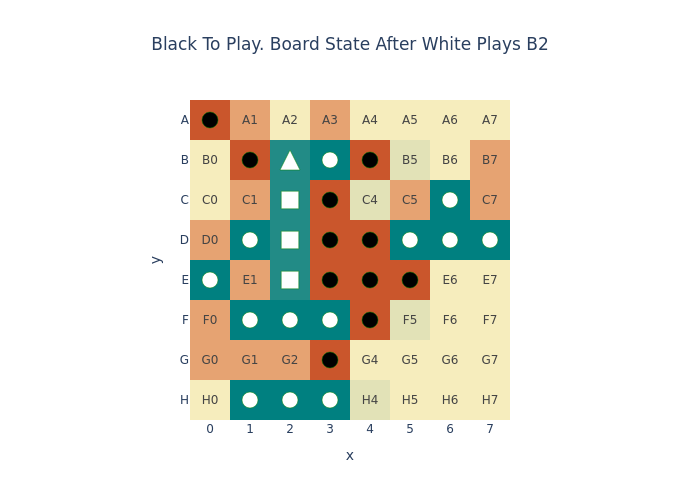 Black To Play. Board State After White Plays B2
A A1 A2 A3 A4 A5 A6 A7
B B0 B5 B6 B7
C C0 C1 C4 C5 C7
D D0
E E1 E6 E7
F F0 F5 F6 F7
G G0 G1 G2 G4 G5 G6 G7
H H0 H4 H5 H6 H7
0 1 2 3 4 5 6 7
x
y